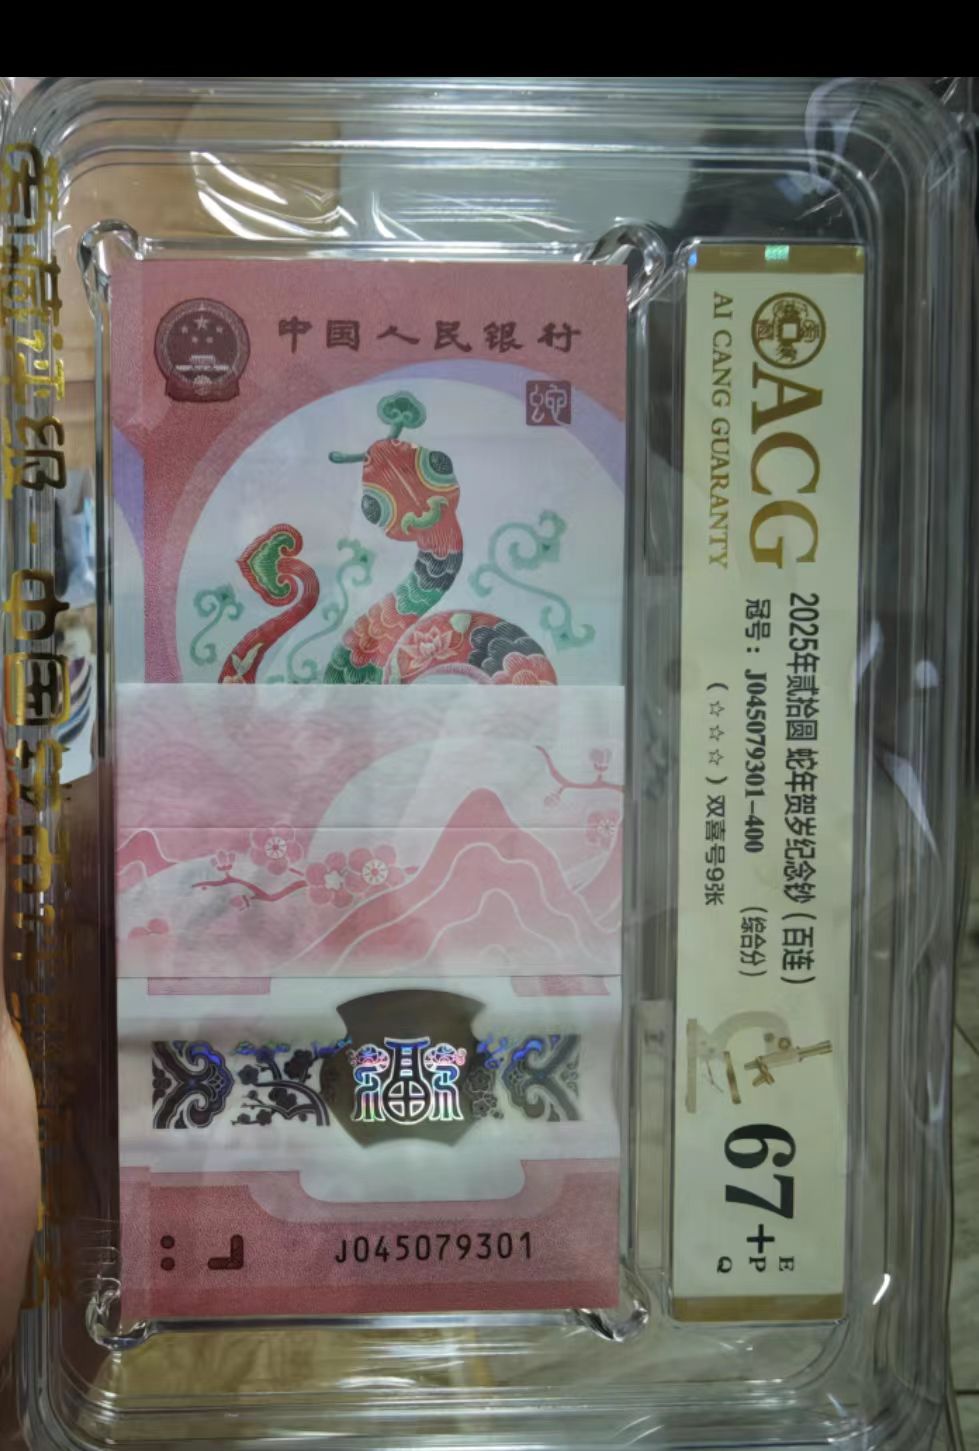 中国人民银行
蛇
福
J045079301
ACG
AI CANG GUARANTY
2025年贰拾圆 蛇年贺岁纪念钞（百连）
冠号：J045079301-400 （综合分）
（☆☆☆）双喜号9张
67+
E
P
Q